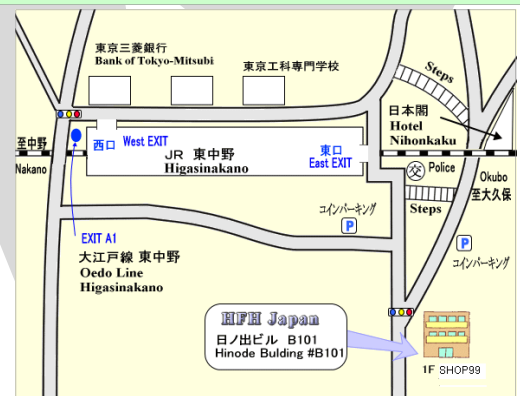 東京三菱銀行
Bank of Tokyo-Mitsubi
東京工科専門学校
Steps
日本閣
Hotel
Nihonkaku
西口 West EXIT
JR 東中野
Higasinakano
東口
East EXIT
至中野
Nakano
交 Police
Okubo
至大久保
Steps
コインパーキング
P
EXIT A1
大江戸線 東中野
Oedo Line
Higasinakano
P
コインパーキング
HFH Japan
日ノ出ビル B101
Hinode Bulding #B101
1F SHOP99